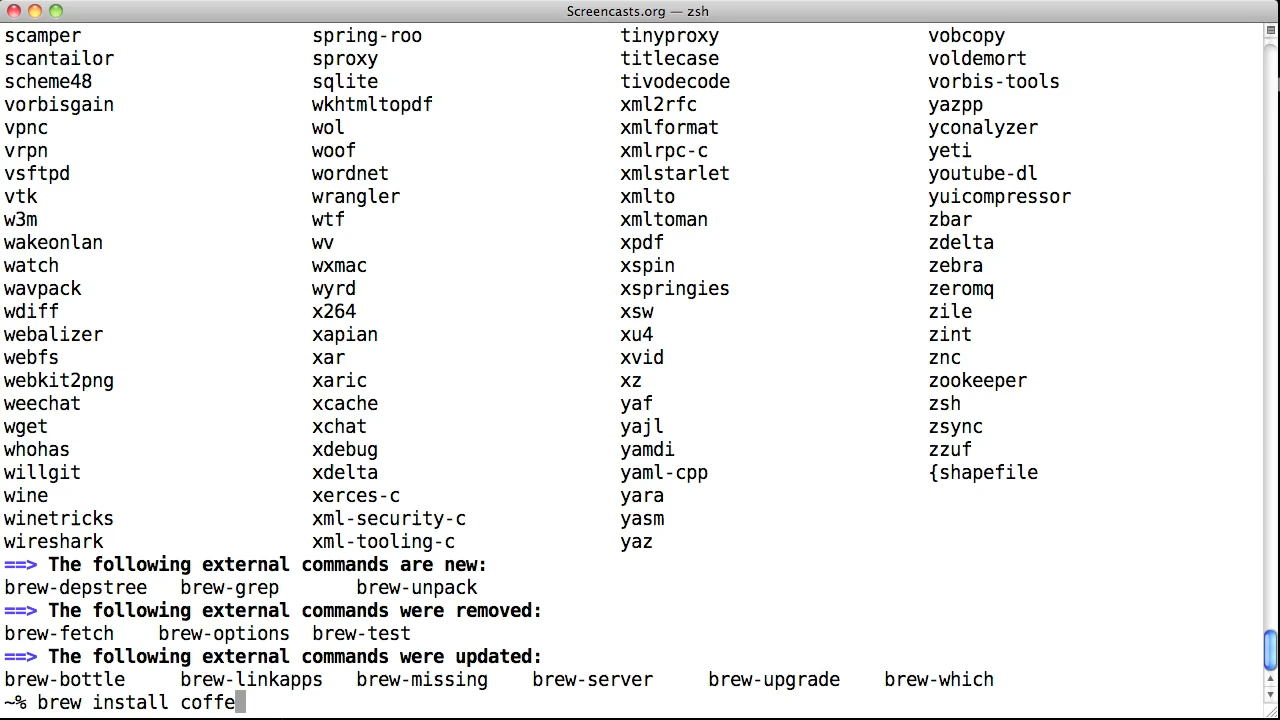 Screencasts.org — zsh
scamper spring-roo tinyproxy vobcopy
scantailor sproxy titlecase voldemort
scheme48 sqlite tivodecode vorbis-tools
vorbisgain wkhtmltopdf xml2rfc yazpp
vpnc wol xmlformat yconalyzer
vrpn woof xmlrpc-c yeti
vsftpd wordnet xmlstarlet youtube-dl
vtk wrangler xmlto yuicompressor
w3m wtf xmltoman zbar
wakeonlan wv xpdf zdelta
watch wxmac xspin zebra
wavpack wyrd xspringies zeromq
wdiff x264 xsw zile
webalizer xapian xu4 zint
webfs xar xvid znc
webkit2png xaric xz zookeeper
weechat xcache yaf zsh
wget xchat yajl zsync
whohas xdebug yamdi zzuf
willgit xdelta yaml-cpp {shapefile
wine xerces-c yara
winetricks xml-security-c yasm
wireshark xml-tooling-c yaz
==> The following external commands are new:
brew-depstree brew-grep brew-unpack
==> The following external commands were removed:
brew-fetch brew-options brew-test
==> The following external commands were updated:
brew-bottle brew-linkapps brew-missing brew-server brew-upgrade brew-which
~% brew install coffe